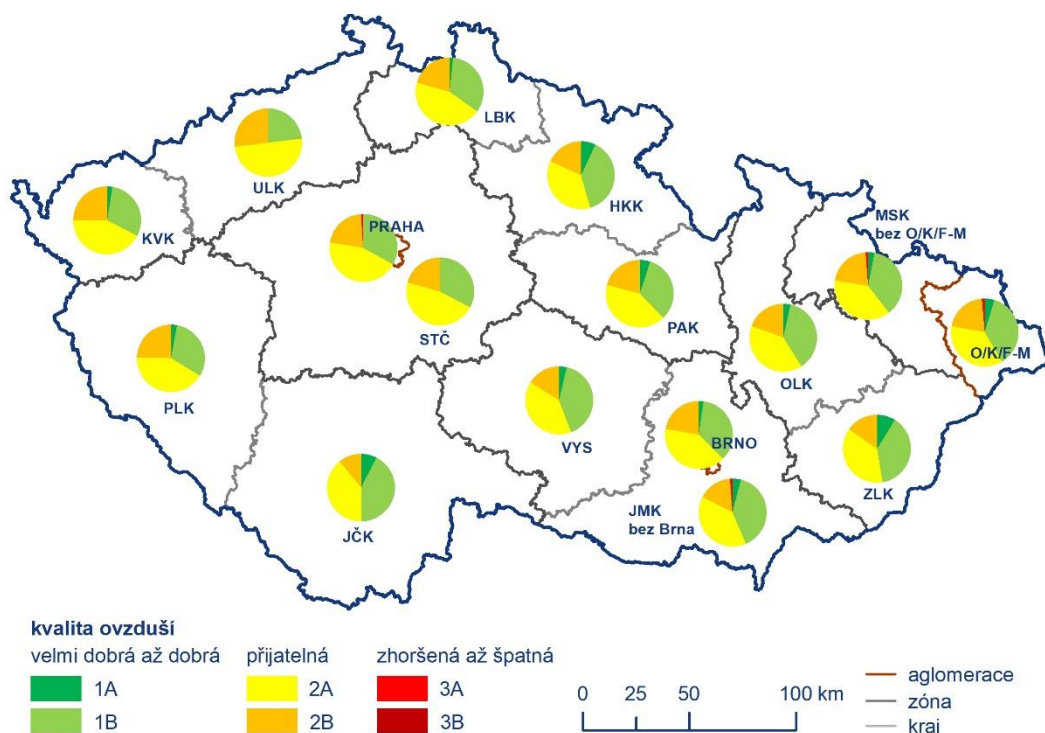 LBK
ULK
HKK
MSK
bez O/K/F-M
KVK
PRAHA
STČ
PAK
O/K/F-M
OLK
PLK
VYS
BRNO
ZLK
JMK
bez Brna
JČK
kvalita ovzduší
velmi dobrá až dobrá
přijatelná
zhoršená až špatná
1A
2A
3A
1B
2B
3B
0 25 50 100 km
aglomerace
zóna
kraj